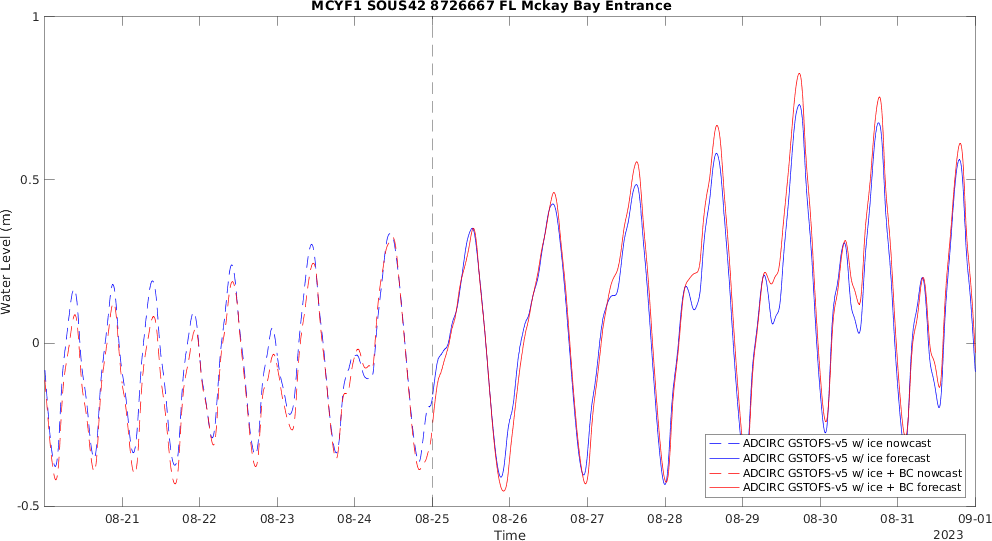 MCYF1 SOUS42 8726667 FL Mckay Bay Entrance
1
0.5
0
-0.5
Water Level (m)
08-21 08-22 08-23 08-24 08-25 08-26 08-27 08-28 08-29 08-30 08-31 09-01
Time
2023
ADCIRC GSTOFS-v5 w/ ice nowcast
ADCIRC GSTOFS-v5 w/ ice forecast
ADCIRC GSTOFS-v5 w/ ice + BC nowcast
ADCIRC GSTOFS-v5 w/ ice + BC forecast